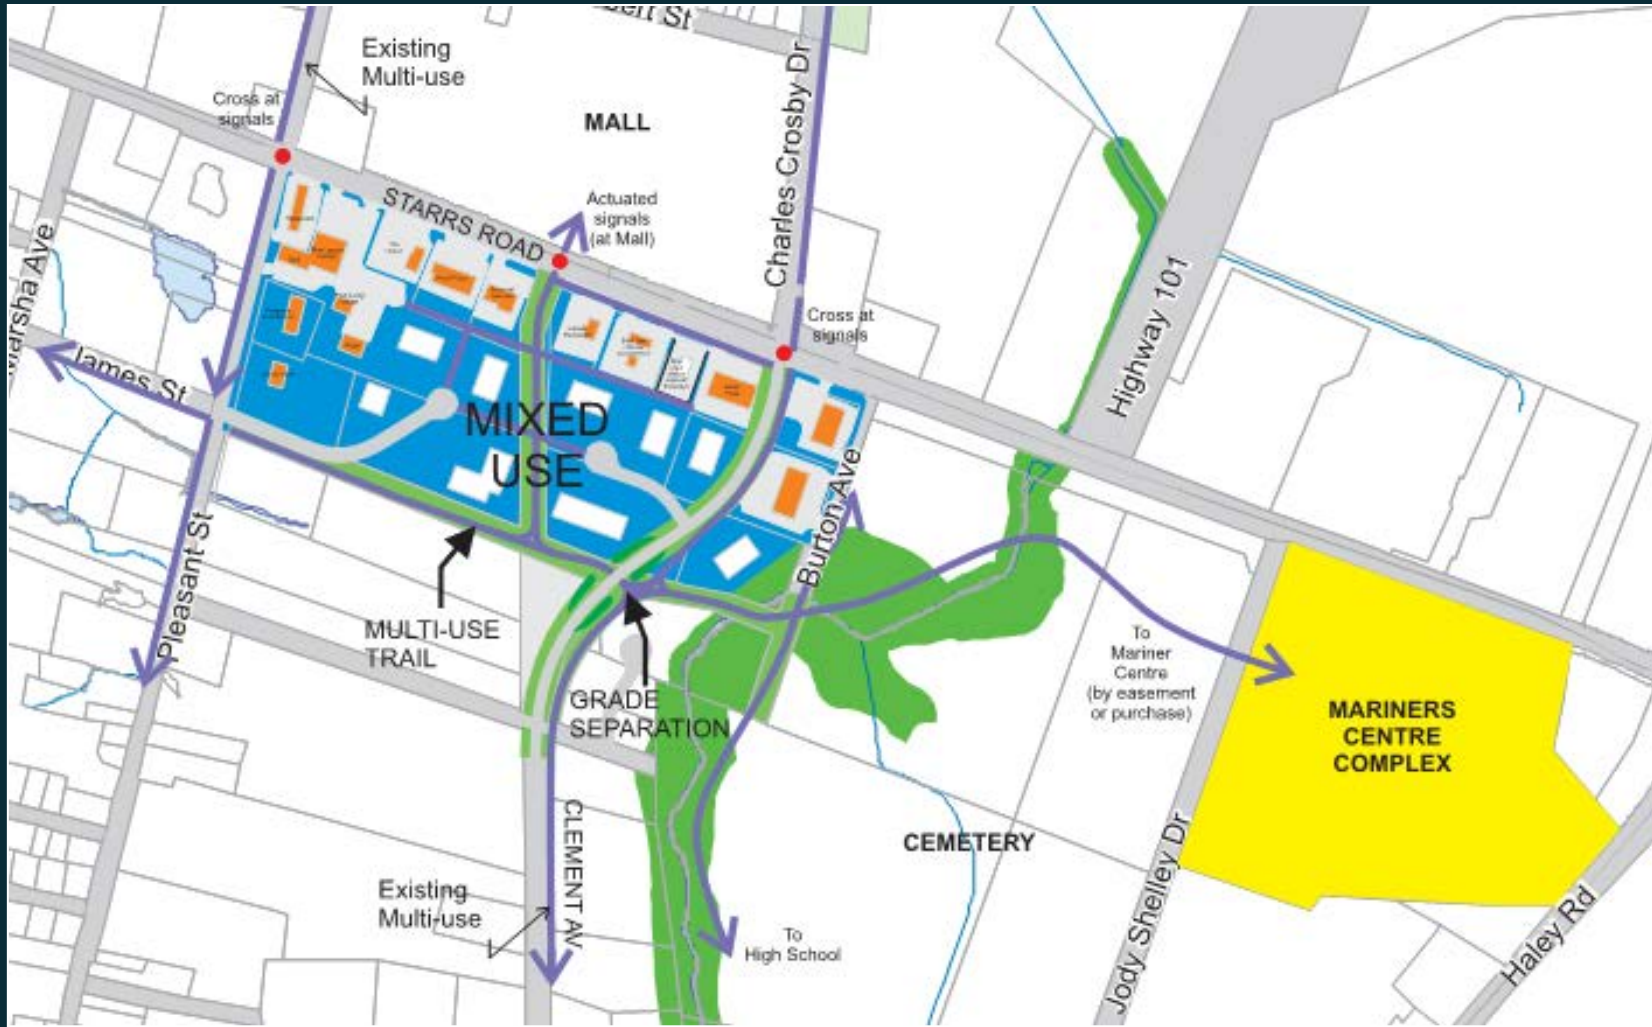 Existing
Multi-use
Cross at
signals
MALL
Charles Crosby Dr
STARRS ROAD
Actuated
signals
(at Mall)
Cross at
signals
Highway 101
James St
MIXED
USE
Burton Ave
Pleasant St
MULTI-USE
TRAIL
GRADE
SEPARATION
To
Mariner
Centre
(by easement
or purchase)
MARINERS
CENTRE
COMPLEX
CLEMENT AV
CEMETERY
Existing
Multi-use
To
High School
Jody Shelley Dr
Haley Rd